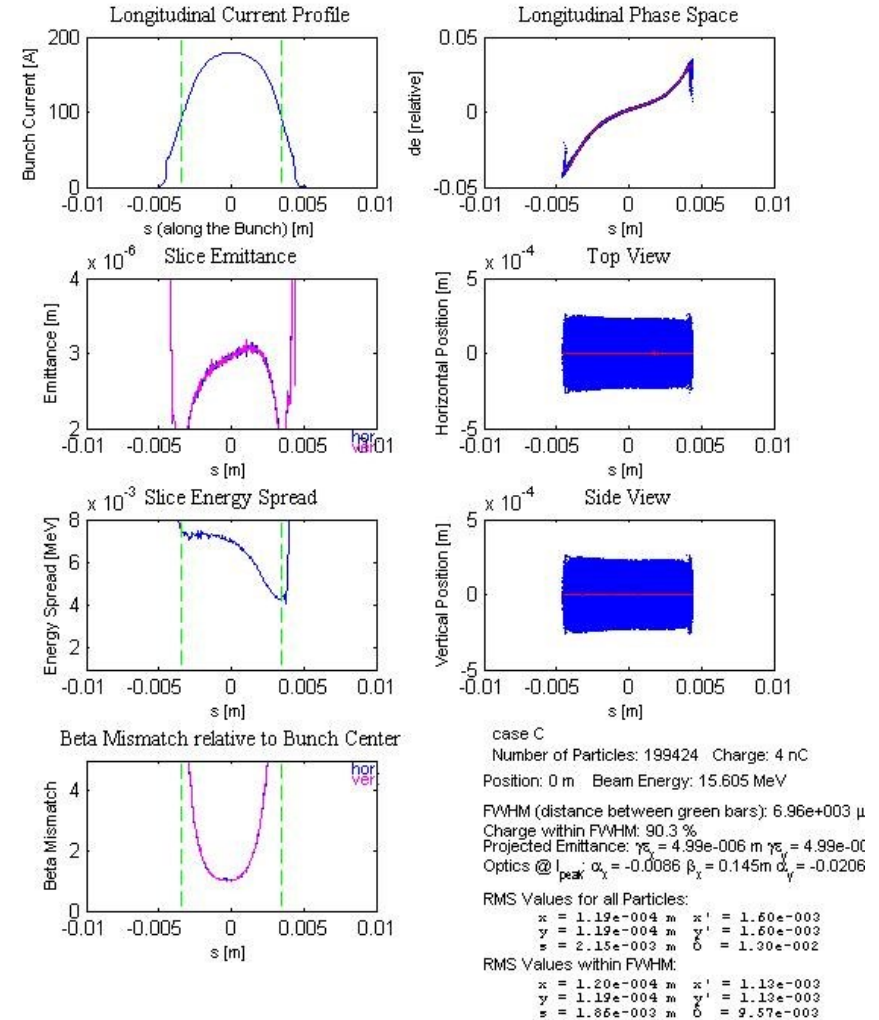 Longitudinal Current Profile
200
100
0
Bunch Current [A]
-0.01 -0.005 0 0.005 0.01
s (along the Bunch) [m]
Longitudinal Phase Space
0.05
0
-0.05
de [relative]
-0.01 -0.005 0 0.005 0.01
s [m]
x 10^-6
Slice Emittance
4
3
2
Emittance [m]
hor
ver
-0.01 -0.005 0 0.005 0.01
s [m]
x 10^-4
Top View
5
0
-5
Horizontal Position [m]
-0.01 -0.005 0 0.005 0.01
s [m]
x 10^-3
Slice Energy Spread
8
6
4
2
Energy Spread [MeV]
-0.01 -0.005 0 0.005 0.01
s [m]
x 10^-4
Side View
5
0
-5
Vertical Position [m]
-0.01 -0.005 0 0.005 0.01
s [m]
Beta Mismatch relative to Bunch Center
4
2
0
Beta Mismatch
hor
ver
-0.01 -0.005 0 0.005 0.01
s [m]
case C
Number of Particles: 199424 Charge: 4 nC
Position: 0 m Beam Energy: 15.605 MeV
FWHM (distance between green bars): 6.96e+003 µ
Charge within FWHM: 90.3 %
Projected Emittance: γε_x = 4.99e-006 m γε_y = 4.99e-00
Optics @ I_peak: α_x = -0.0086 β_x = 0.145m α_y = -0.0206
RMS Values for all Particles:
x = 1.19e-004 m x' = 1.60e-003
y = 1.19e-004 m y' = 1.60e-003
s = 2.15e-003 m δ = 1.30e-002
RMS Values within FWHM:
x = 1.20e-004 m x' = 1.13e-003
y = 1.19e-004 m y' = 1.13e-003
s = 1.86e-003 m δ = 9.57e-003